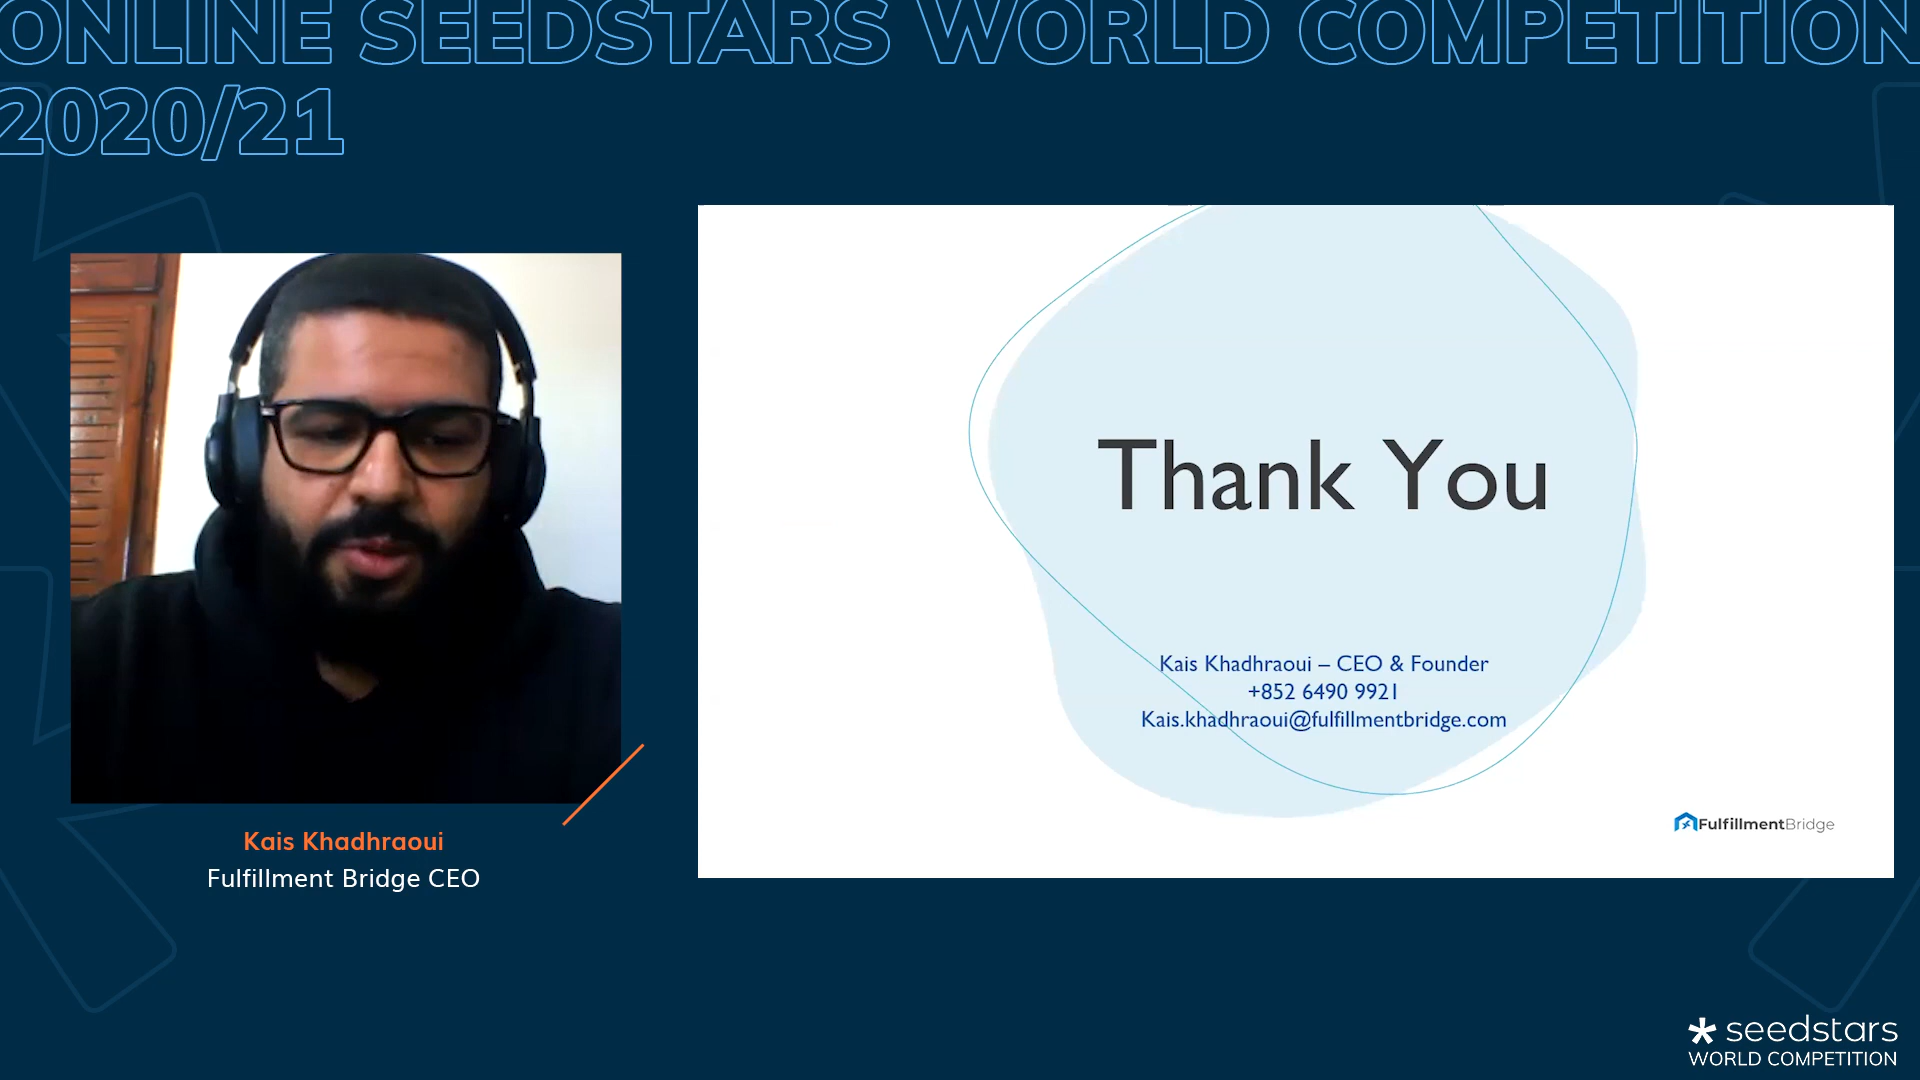 ONLINE SEEDSTARS WORLD COMPETITION
2020/21
Thank You
Kais Khadhraoui – CEO & Founder
+852 6490 9921
Kais.khadhraoui@fulfillmentbridge.com
FulfillmentBridge
Kais Khadhraoui
Fulfillment Bridge CEO
seedstars
WORLD COMPETITION